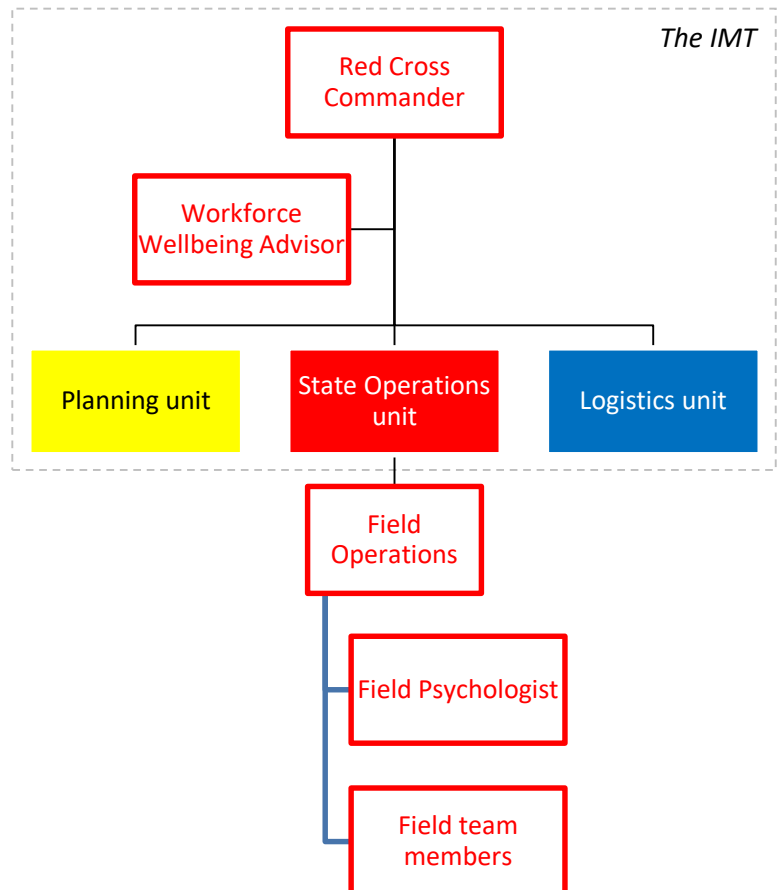 The IMT
Red Cross
Commander
Workforce
Wellbeing Advisor
Planning unit
State Operations
unit
Logistics unit
Field
Operations
Field Psychologist
Field team
members